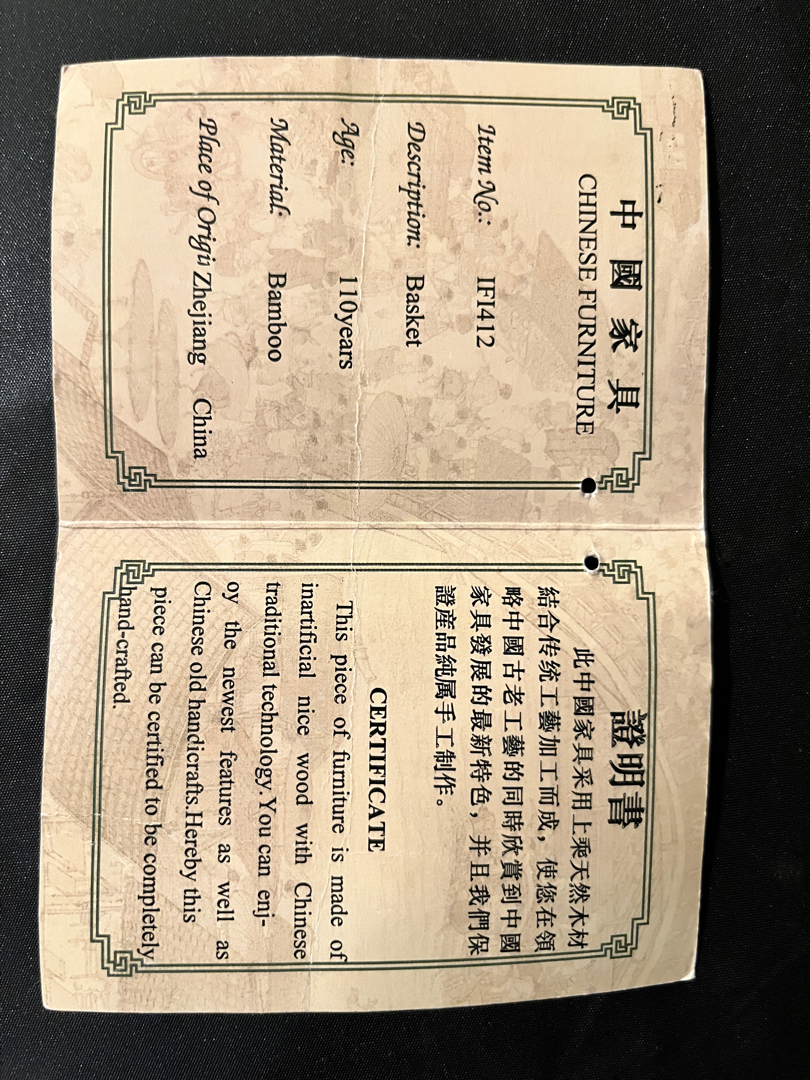 中國家具
CHINESE FURNITURE
Item No.: IFI412
Description: Basket
Age: 110years
Material: Bamboo
Place of Origi Zhejiang China
證明書
此中國家具采用上乘天然木材
結合传统工藝加工而成，使您在領
略中國古老工藝的同時欣賞到中國
家具發展的最新特色，并且我們保
證産品純属手工制作。
CERTIFICATE
This piece of furniture is made of
inartificial nice wood with Chinese
traditional technology.You can enj-
oy the newest features as well as
Chinese old handicrafts.Hereby this
piece can be certified to be completely
hand-crafted.